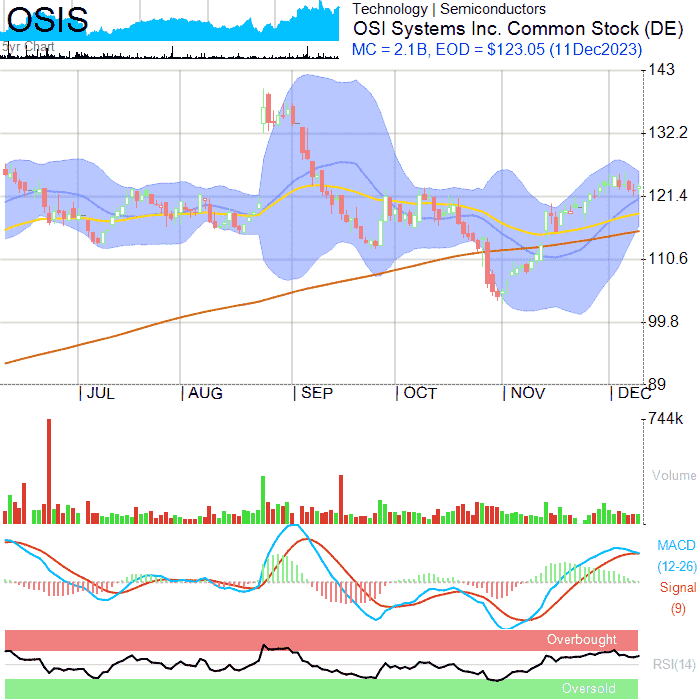 OSIS
5yr Chart
Technology | Semiconductors
OSI Systems Inc. Common Stock (DE)
MC = 2.1B, EOD = $123.05 (11Dec2023)
143
132.2
121.4
110.6
99.8
89
| JUL
| AUG
| SEP
| OCT
| NOV
| DEC
744k
Volume
MACD
(12-26)
Signal
(9)
Overbought
RSI(14)
Oversold